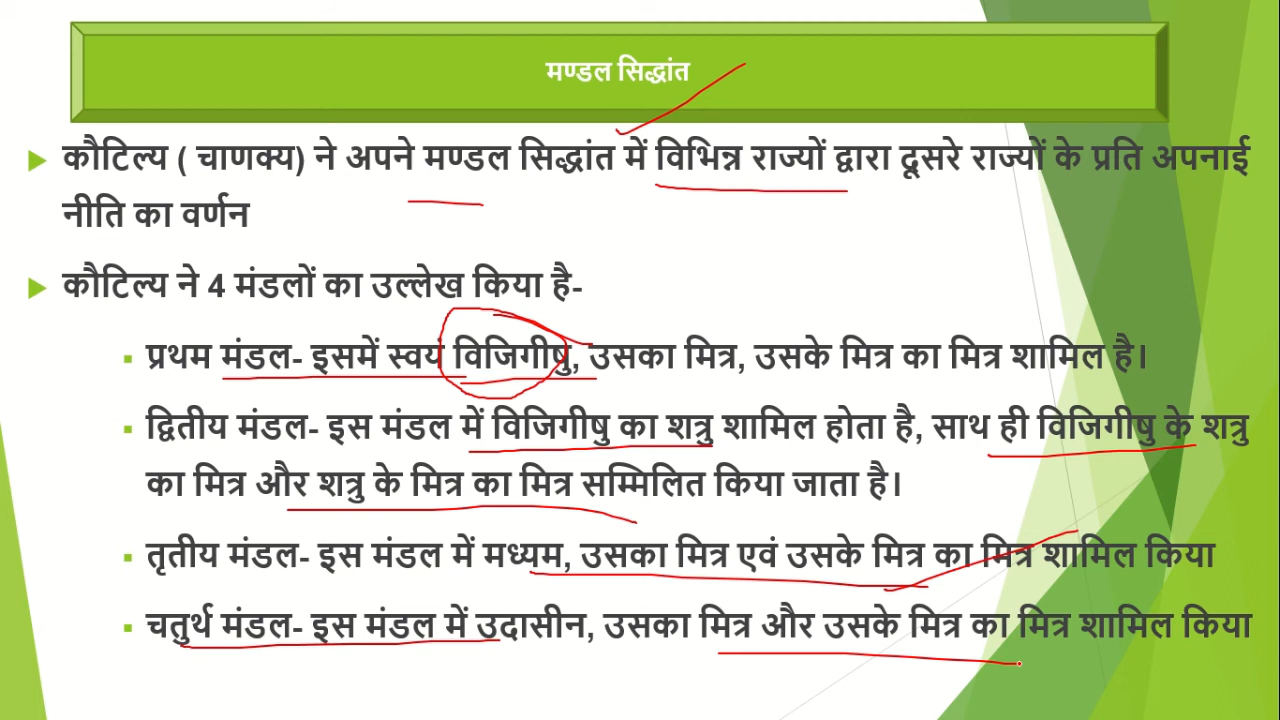 मण्डल सिद्धांत
कौटिल्य ( चाणक्य) ने अपने मण्डल सिद्धांत में विभिन्न राज्यों द्वारा दूसरे राज्यों के प्रति अपनाई
नीति का वर्णन
कौटिल्य ने 4 मंडलों का उल्लेख किया है-
प्रथम मंडल- इसमें स्वयं विजिगीषु, उसका मित्र, उसके मित्र का मित्र शामिल है।
द्वितीय मंडल- इस मंडल में विजिगीषु का शत्रु शामिल होता है, साथ ही विजिगीषु के शत्रु
का मित्र और शत्रु के मित्र का मित्र सम्मिलित किया जाता है।
तृतीय मंडल- इस मंडल में मध्यम, उसका मित्र एवं उसके मित्र का मित्र शामिल किया
चतुर्थ मंडल- इस मंडल में उदासीन, उसका मित्र और उसके मित्र का मित्र शामिल किया